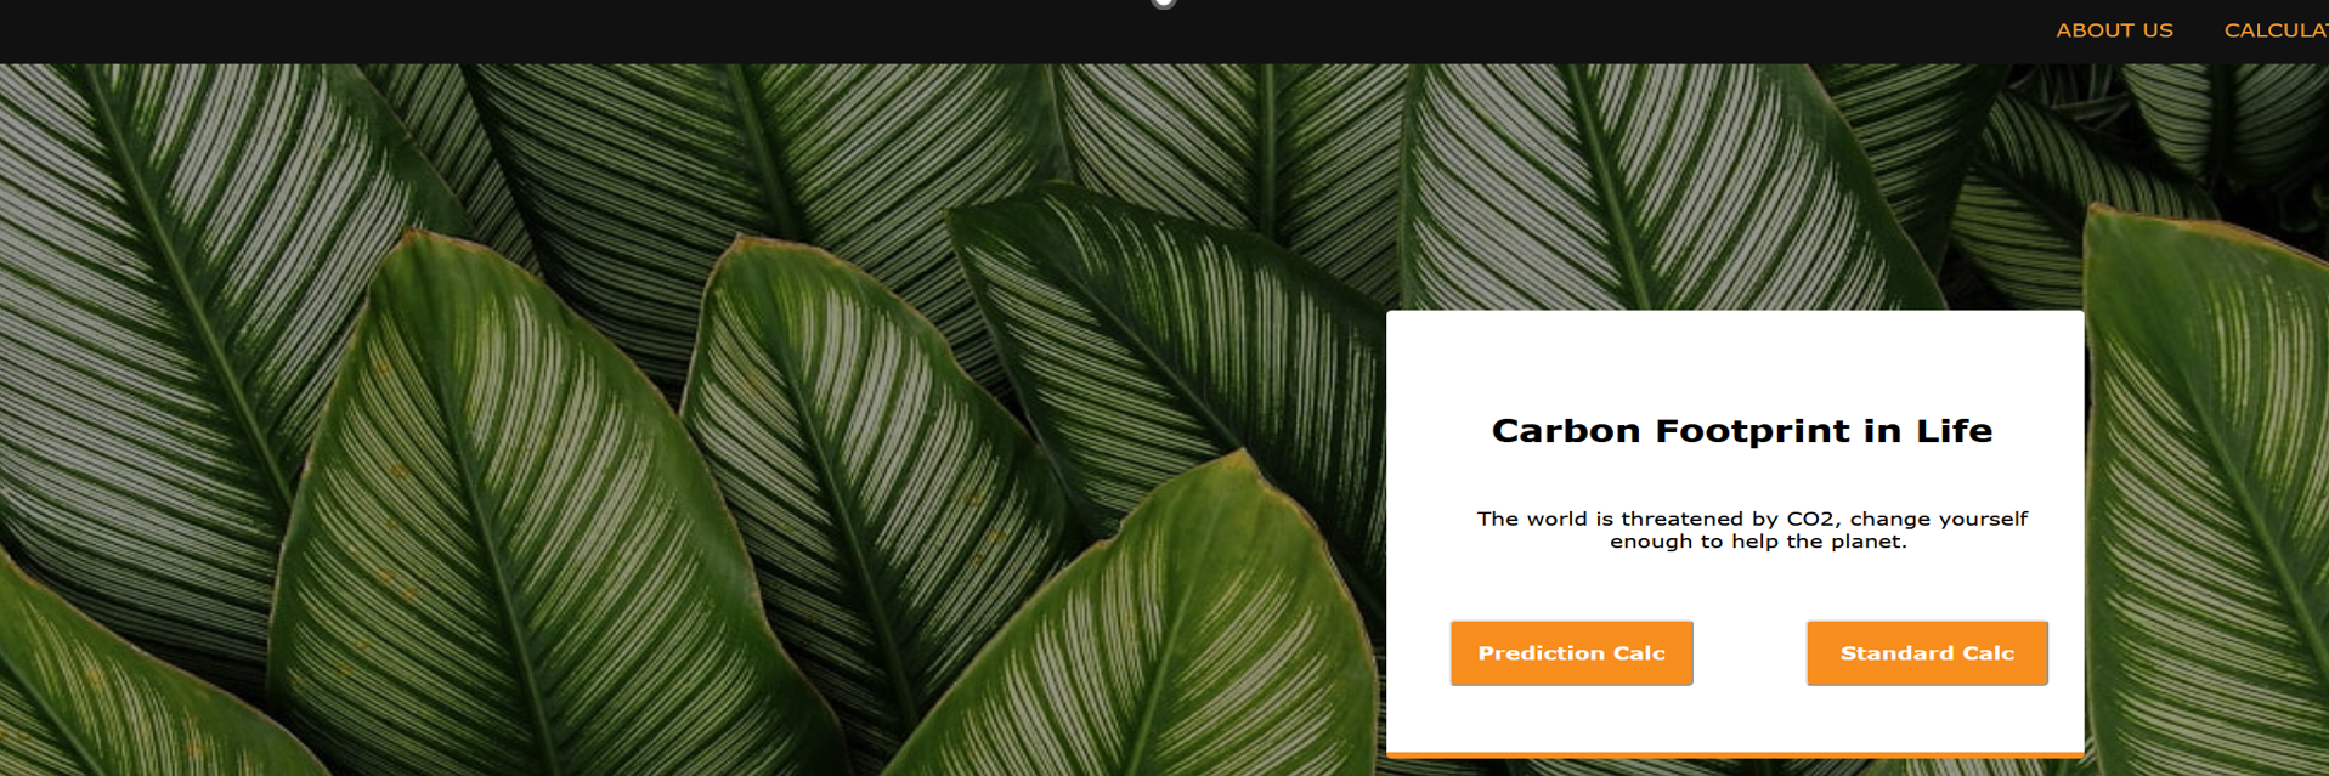 ABOUT US
Carbon Footprint in Life
The world is threatened by CO2, change yourself
enough to help the planet.
Prediction Calc Standard Calc